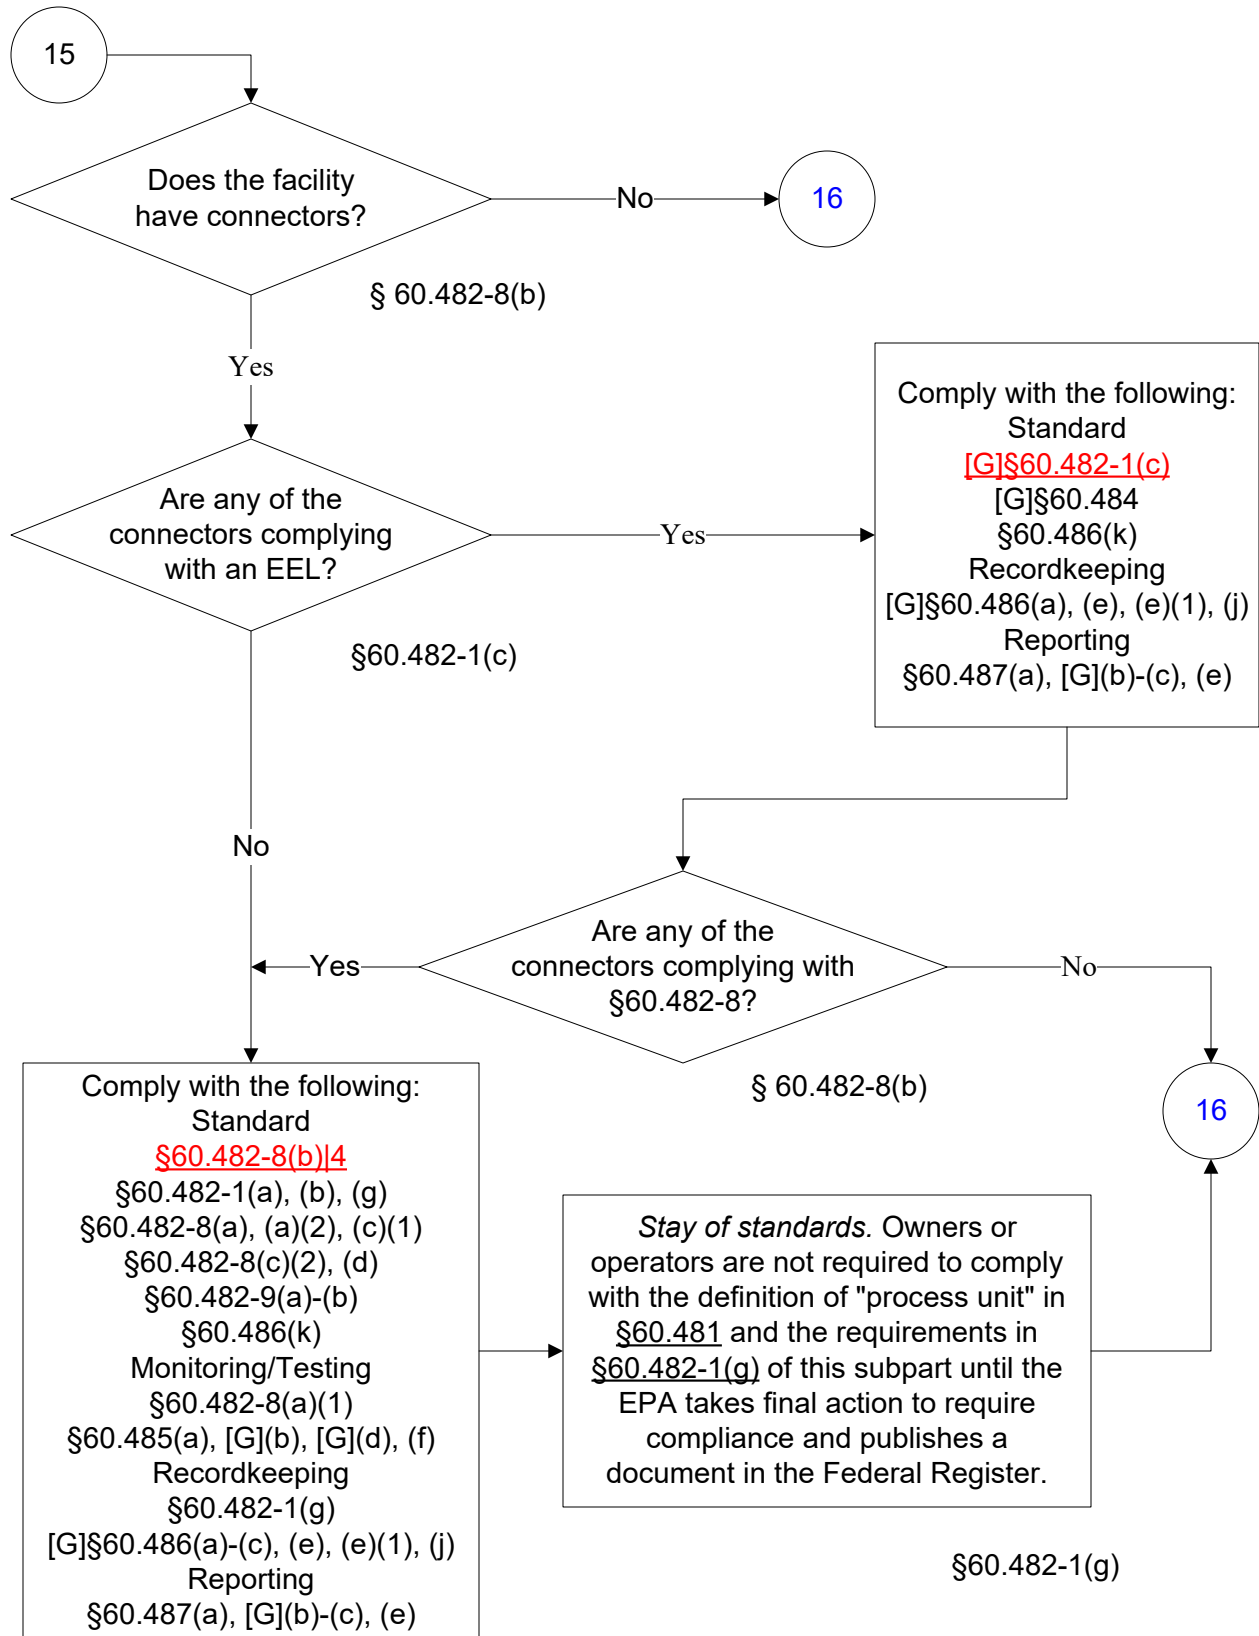 15
Does the facility
have connectors?
No
16
§ 60.482-8(b)
Yes
Are any of the
connectors complying
with an EEL?
Yes
§60.482-1(c)
Comply with the following:
Standard
[G]§60.482-1(c)
[G]§60.484
§60.486(k)
Recordkeeping
[G]§60.486(a), (e), (e)(1), (j)
Reporting
§60.487(a), [G](b)-(c), (e)
No
Are any of the
connectors complying with
§60.482-8?
Yes
No
§ 60.482-8(b)
16
Comply with the following:
Standard
§60.482-8(b)|4
§60.482-1(a), (b), (g)
§60.482-8(a), (a)(2), (c)(1)
§60.482-8(c)(2), (d)
§60.482-9(a)-(b)
§60.486(k)
Monitoring/Testing
§60.482-8(a)(1)
§60.485(a), [G](b), [G](d), (f)
Recordkeeping
§60.482-1(g)
[G]§60.486(a)-(c), (e), (e)(1), (j)
Reporting
§60.487(a), [G](b)-(c), (e)
Stay of standards. Owners or
operators are not required to comply
with the definition of "process unit" in
§60.481 and the requirements in
§60.482-1(g) of this subpart until the
EPA takes final action to require
compliance and publishes a
document in the Federal Register.
§60.482-1(g)